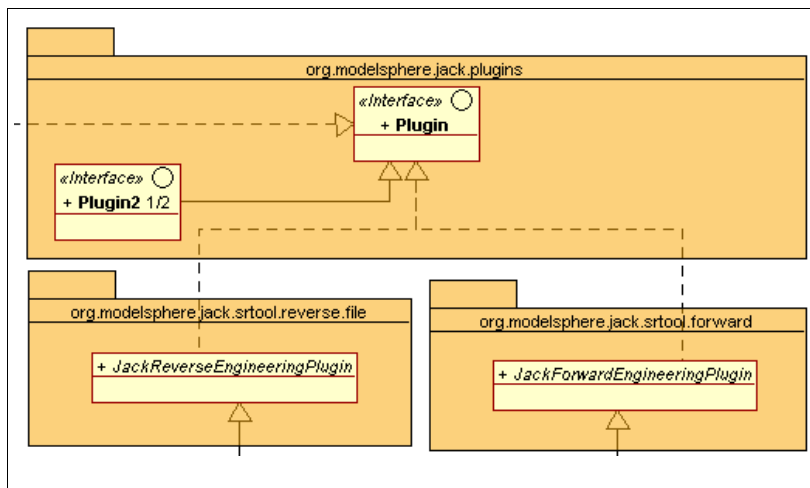 org.modelsphere.jack.plugins
«Interface»
+ Plugin
«Interface»
+ Plugin2 1/2
org.modelsphere.jack.srtool.reverse.file
org.modelsphere.jack.srtool.forward
+ JackReverseEngineeringPlugin
+ JackForwardEngineeringPlugin